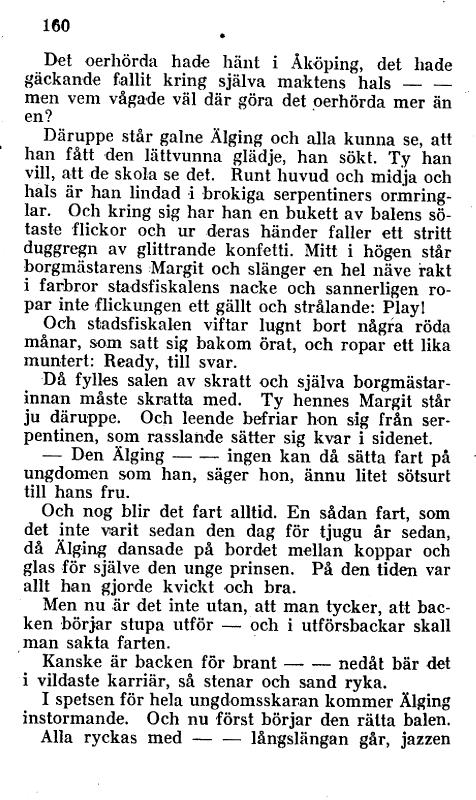 160
Det oerhörda hade hänt i Åköping, det hade
gäckande fallit kring själva maktens hals — —
men vem vågade väl där göra det oerhörda mer än
en?
Däruppe står galne Älging och alla kunna se, att
han fått den lättvunna glädje, han sökt. Ty han
vill, att de skola se det. Runt huvud och midja och
hals är han lindad i brokiga serpentiners ormring-
lar. Och kring sig har han en bukett av balens sö-
taste flickor och ur deras händer faller ett stritt
duggregn av glittrande konfetti. Mitt i högen står
borgmästarens Margit och slänger en hel näve rakt
i farbror stadsfiskalens nacke och sannerligen ro-
par inte flickungen ett gällt och strålande: Play!
Och stadsfiskalen viftar lugnt bort några röda
månar, som satt sig bakom örat, och ropar ett lika
muntert: Ready, till svar.
Då fylles salen av skratt och själva borgmästar-
innan måste skratta med. Ty hennes Margit står
ju däruppe. Och leende befriar hon sig från ser-
pentinen, som rasslande sätter sig kvar i sidenet.
— Den Älging — — ingen kan då sätta fart på
ungdomen som han, säger hon, ännu litet sötsurt
till hans fru.
Och nog blir det fart alltid. En sådan fart, som
det inte varit sedan den dag för tjugu år sedan,
då Älging dansade på bordet mellan koppar och
glas för själve den unge prinsen. På den tiden var
allt han gjorde kvickt och bra.
Men nu är det inte utan, att man tycker, att bac-
ken börjar stupa utför — och i utförsbackar skall
man sakta farten.
Kanske är backen för brant — — nedåt bär det
i vildaste karriär, så stenar och sand ryka.
I spetsen för hela ungdomsskaran kommer Älging
instormande. Och nu först börjar den rätta balen.
Alla ryckas med — — långslängan går, jazzen